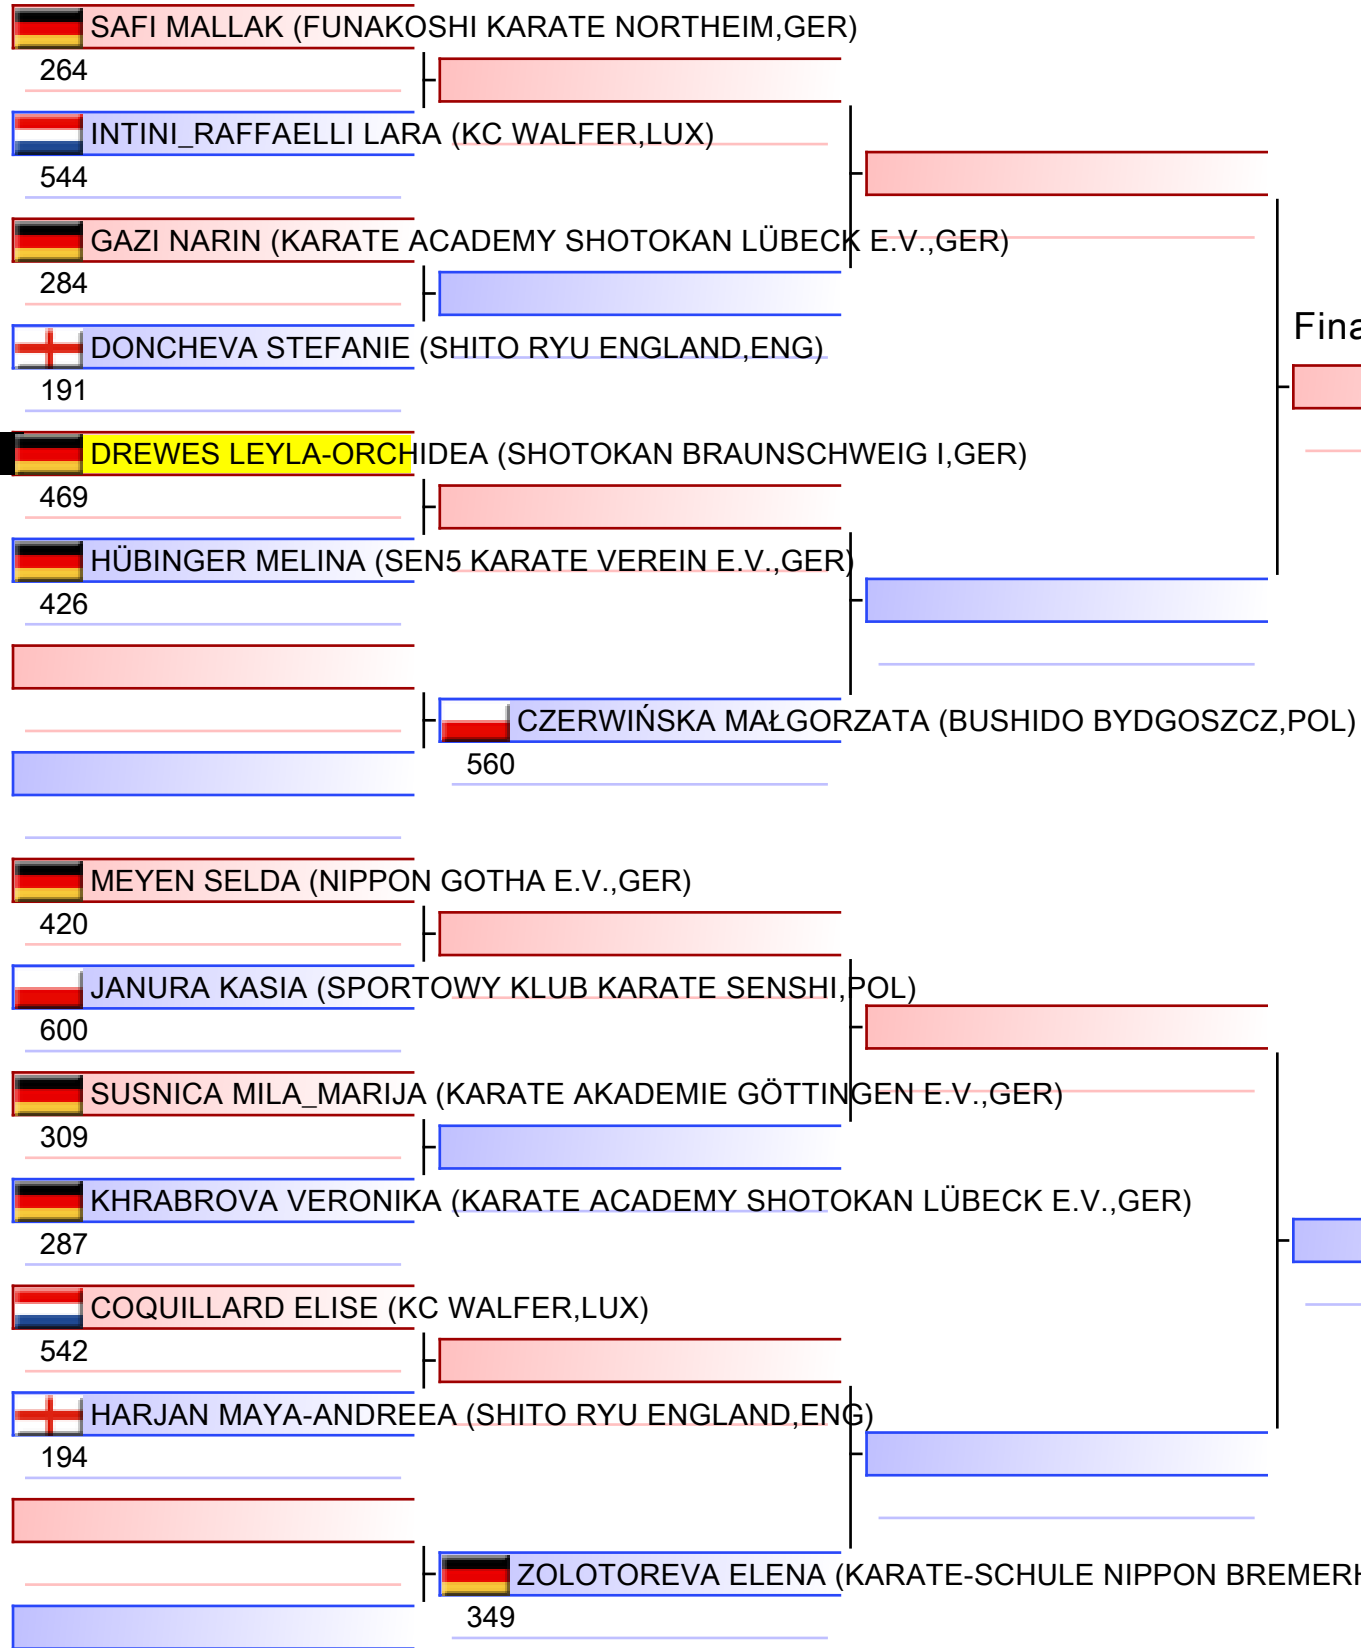 SAFI MALLAK (FUNAKOSHI KARATE NORTHEIM,GER)
264
INTINI_RAFFAELLI LARA (KC WALFER,LUX)
544
GAZI NARIN (KARATE ACADEMY SHOTOKAN LÜBECK E.V.,GER)
284
DONCHEVA STEFANIE (SHITO RYU ENGLAND,ENG)
191
Fina
DREWES LEYLA-ORCHIDEA (SHOTOKAN BRAUNSCHWEIG I,GER)
469
HÜBINGER MELINA (SEN5 KARATE VEREIN E.V.,GER)
426
CZERWIŃSKA MAŁGORZATA (BUSHIDO BYDGOSZCZ,POL)
560
MEYEN SELDA (NIPPON GOTHA E.V.,GER)
420
JANURA KASIA (SPORTOWY KLUB KARATE SENSHI,POL)
600
SUSNICA MILA_MARIJA (KARATE AKADEMIE GÖTTINGEN E.V.,GER)
309
KHRABROVA VERONIKA (KARATE ACADEMY SHOTOKAN LÜBECK E.V.,GER)
287
COQUILLARD ELISE (KC WALFER,LUX)
542
HARJAN MAYA-ANDREEA (SHITO RYU ENGLAND,ENG)
194
ZOLOTOREVA ELENA (KARATE-SCHULE NIPPON BREMERH
349